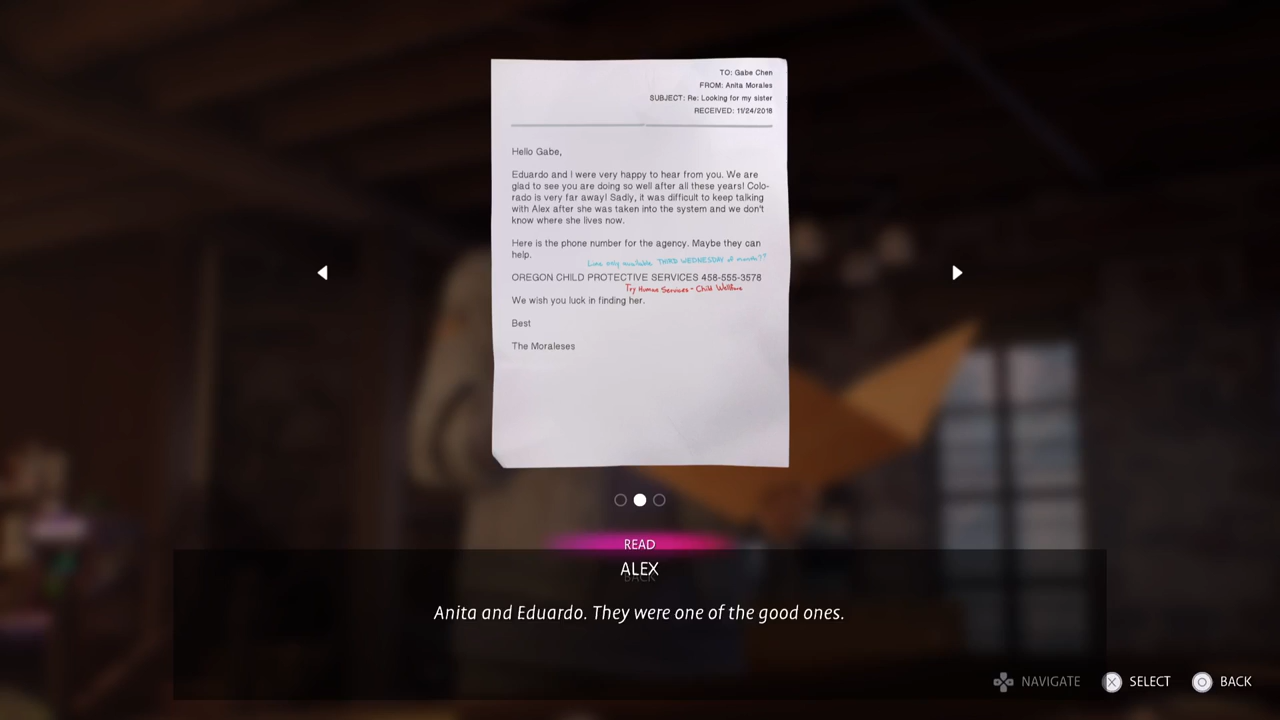 TO: Gabe Chen
FROM: Anita Morales
SUBJECT: Re: Looking for my sister
RECEIVED: 11/24/2018
Hello Gabe,
Eduardo and I were very happy to hear from you. We are
glad to see you are doing so well after all these years! Colo-
rado is very far away! Sadly, it was difficult to keep talking
with Alex after she was taken into the system and we don't
know where she lives now.
Here is the phone number for the agency. Maybe they can
help.
Line only available THIRD WEDNESDAY of month??
OREGON CHILD PROTECTIVE SERVICES 458-555-3578
Try Human Services - Child Welfare
We wish you luck in finding her.
Best
The Moraleses
READ
ALEX
BACK
Anita and Eduardo. They were one of the good ones.
NAVIGATE
SELECT
BACK